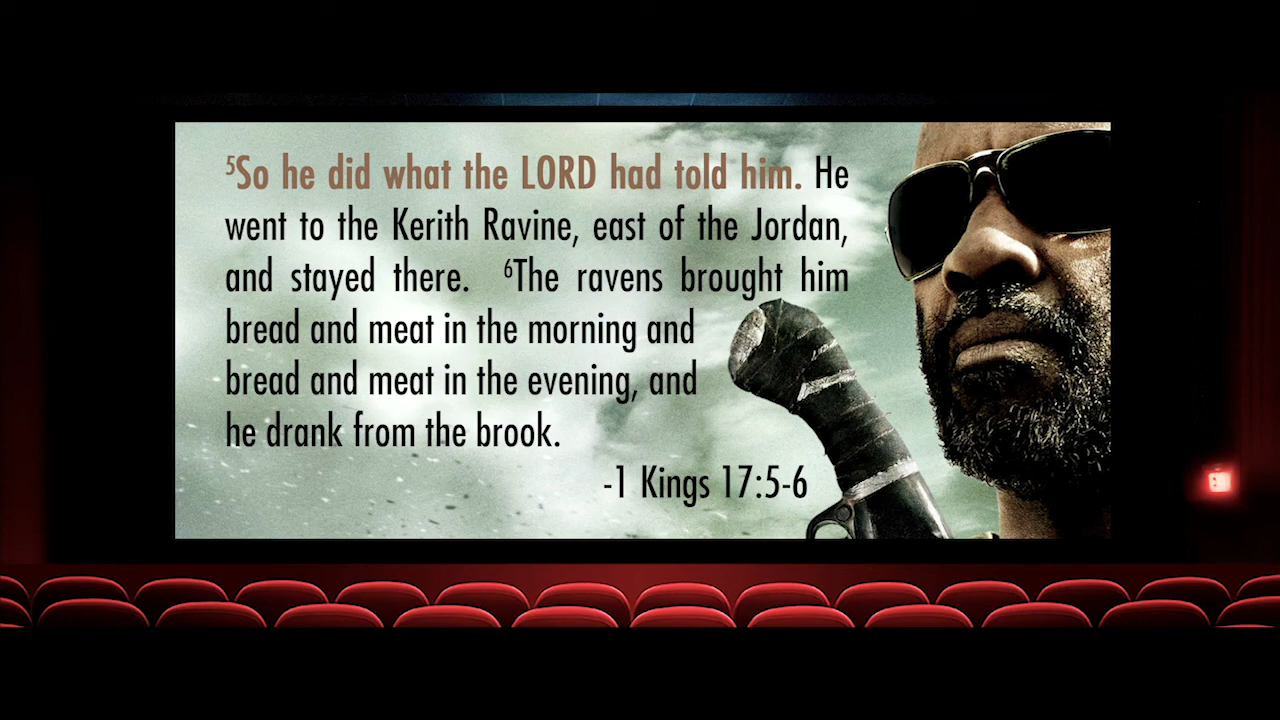 ⁵So he did what the LORD had told him. He
went to the Kerith Ravine, east of the Jordan,
and stayed there. ⁶The ravens brought him
bread and meat in the morning and
bread and meat in the evening, and
he drank from the brook.
-1 Kings 17:5-6